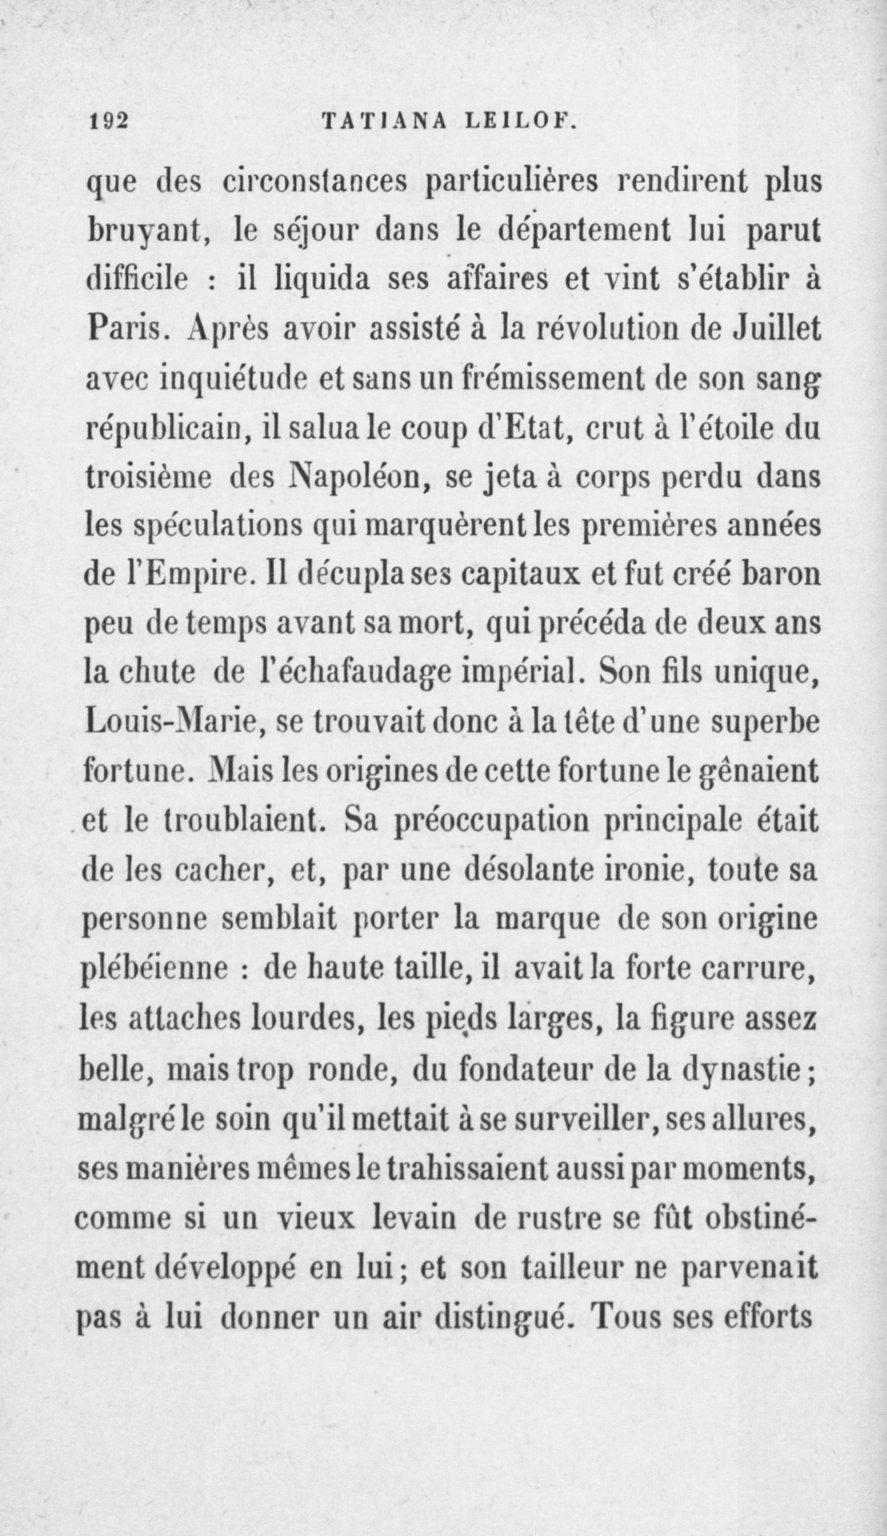 192 TATIANA LEILOF.
que des circonstances particulières rendirent plus
bruyant, le séjour dans le département lui parut
difficile : il liquida ses affaires et vint s'établir à
Paris. Après avoir assisté à la révolution de Juillet
avec inquiétude et sans un frémissement de son sang
républicain, il salua le coup d'Etat, crut à l'étoile du
troisième des Napoléon, se jeta à corps perdu dans
les spéculations qui marquèrent les premières années
de l'Empire. Il décupla ses capitaux et fut créé baron
peu de temps avant sa mort, qui précéda de deux ans
la chute de l'échafaudage impérial. Son fils unique,
Louis-Marie, se trouvait donc à la tête d'une superbe
fortune. Mais les origines de cette fortune le gênaient
et le troublaient. Sa préoccupation principale était
de les cacher, et, par une désolante ironie, toute sa
personne semblait porter la marque de son origine
plébéienne : de haute taille, il avait la forte carrure,
les attaches lourdes, les pieds larges, la figure assez
belle, mais trop ronde, du fondateur de la dynastie ;
malgré le soin qu'il mettait à se surveiller, ses allures,
ses manières mêmes le trahissaient aussi par moments,
comme si un vieux levain de rustre se fût obstiné-
ment développé en lui ; et son tailleur ne parvenait
pas à lui donner un air distingué. Tous ses efforts